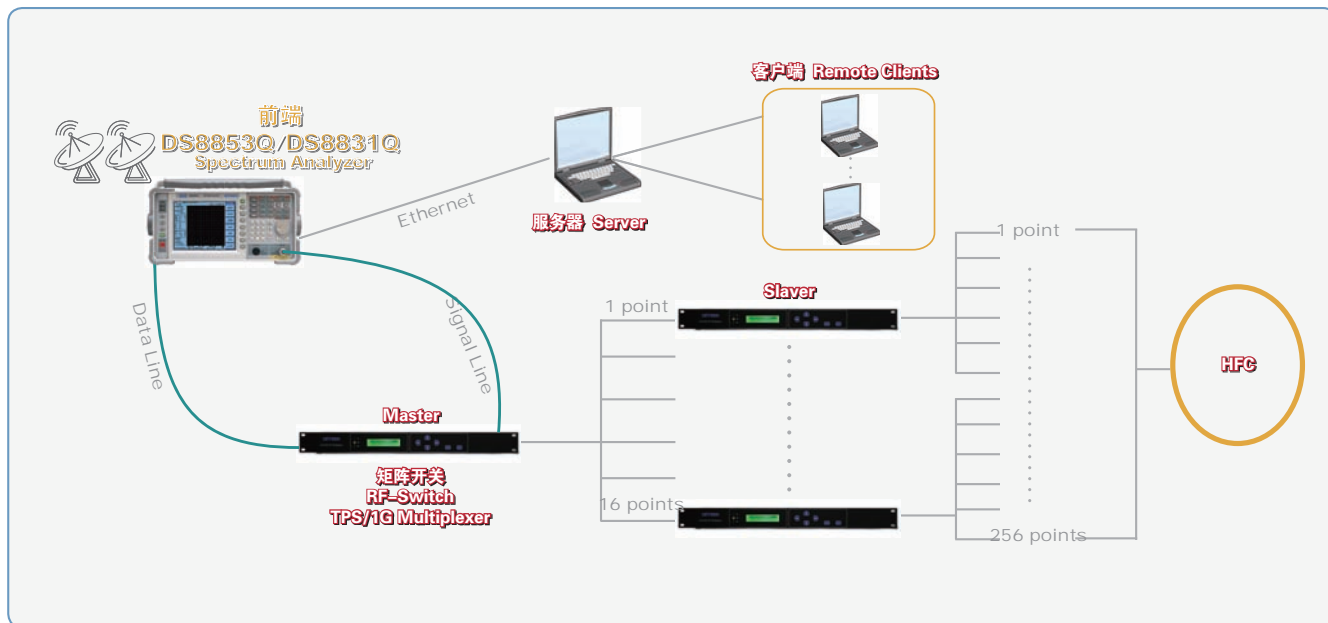 客户端 Remote Clients
前端
DS8853Q/DS8831Q
Spectrum Analyzer
Ethernet
服务器 Server
1 point
Slaver
1 point
Data Line
Signal Line
HFC
Master
矩阵开关
RF-Switch
TPS/1G Multiplexer
16 points
256 points